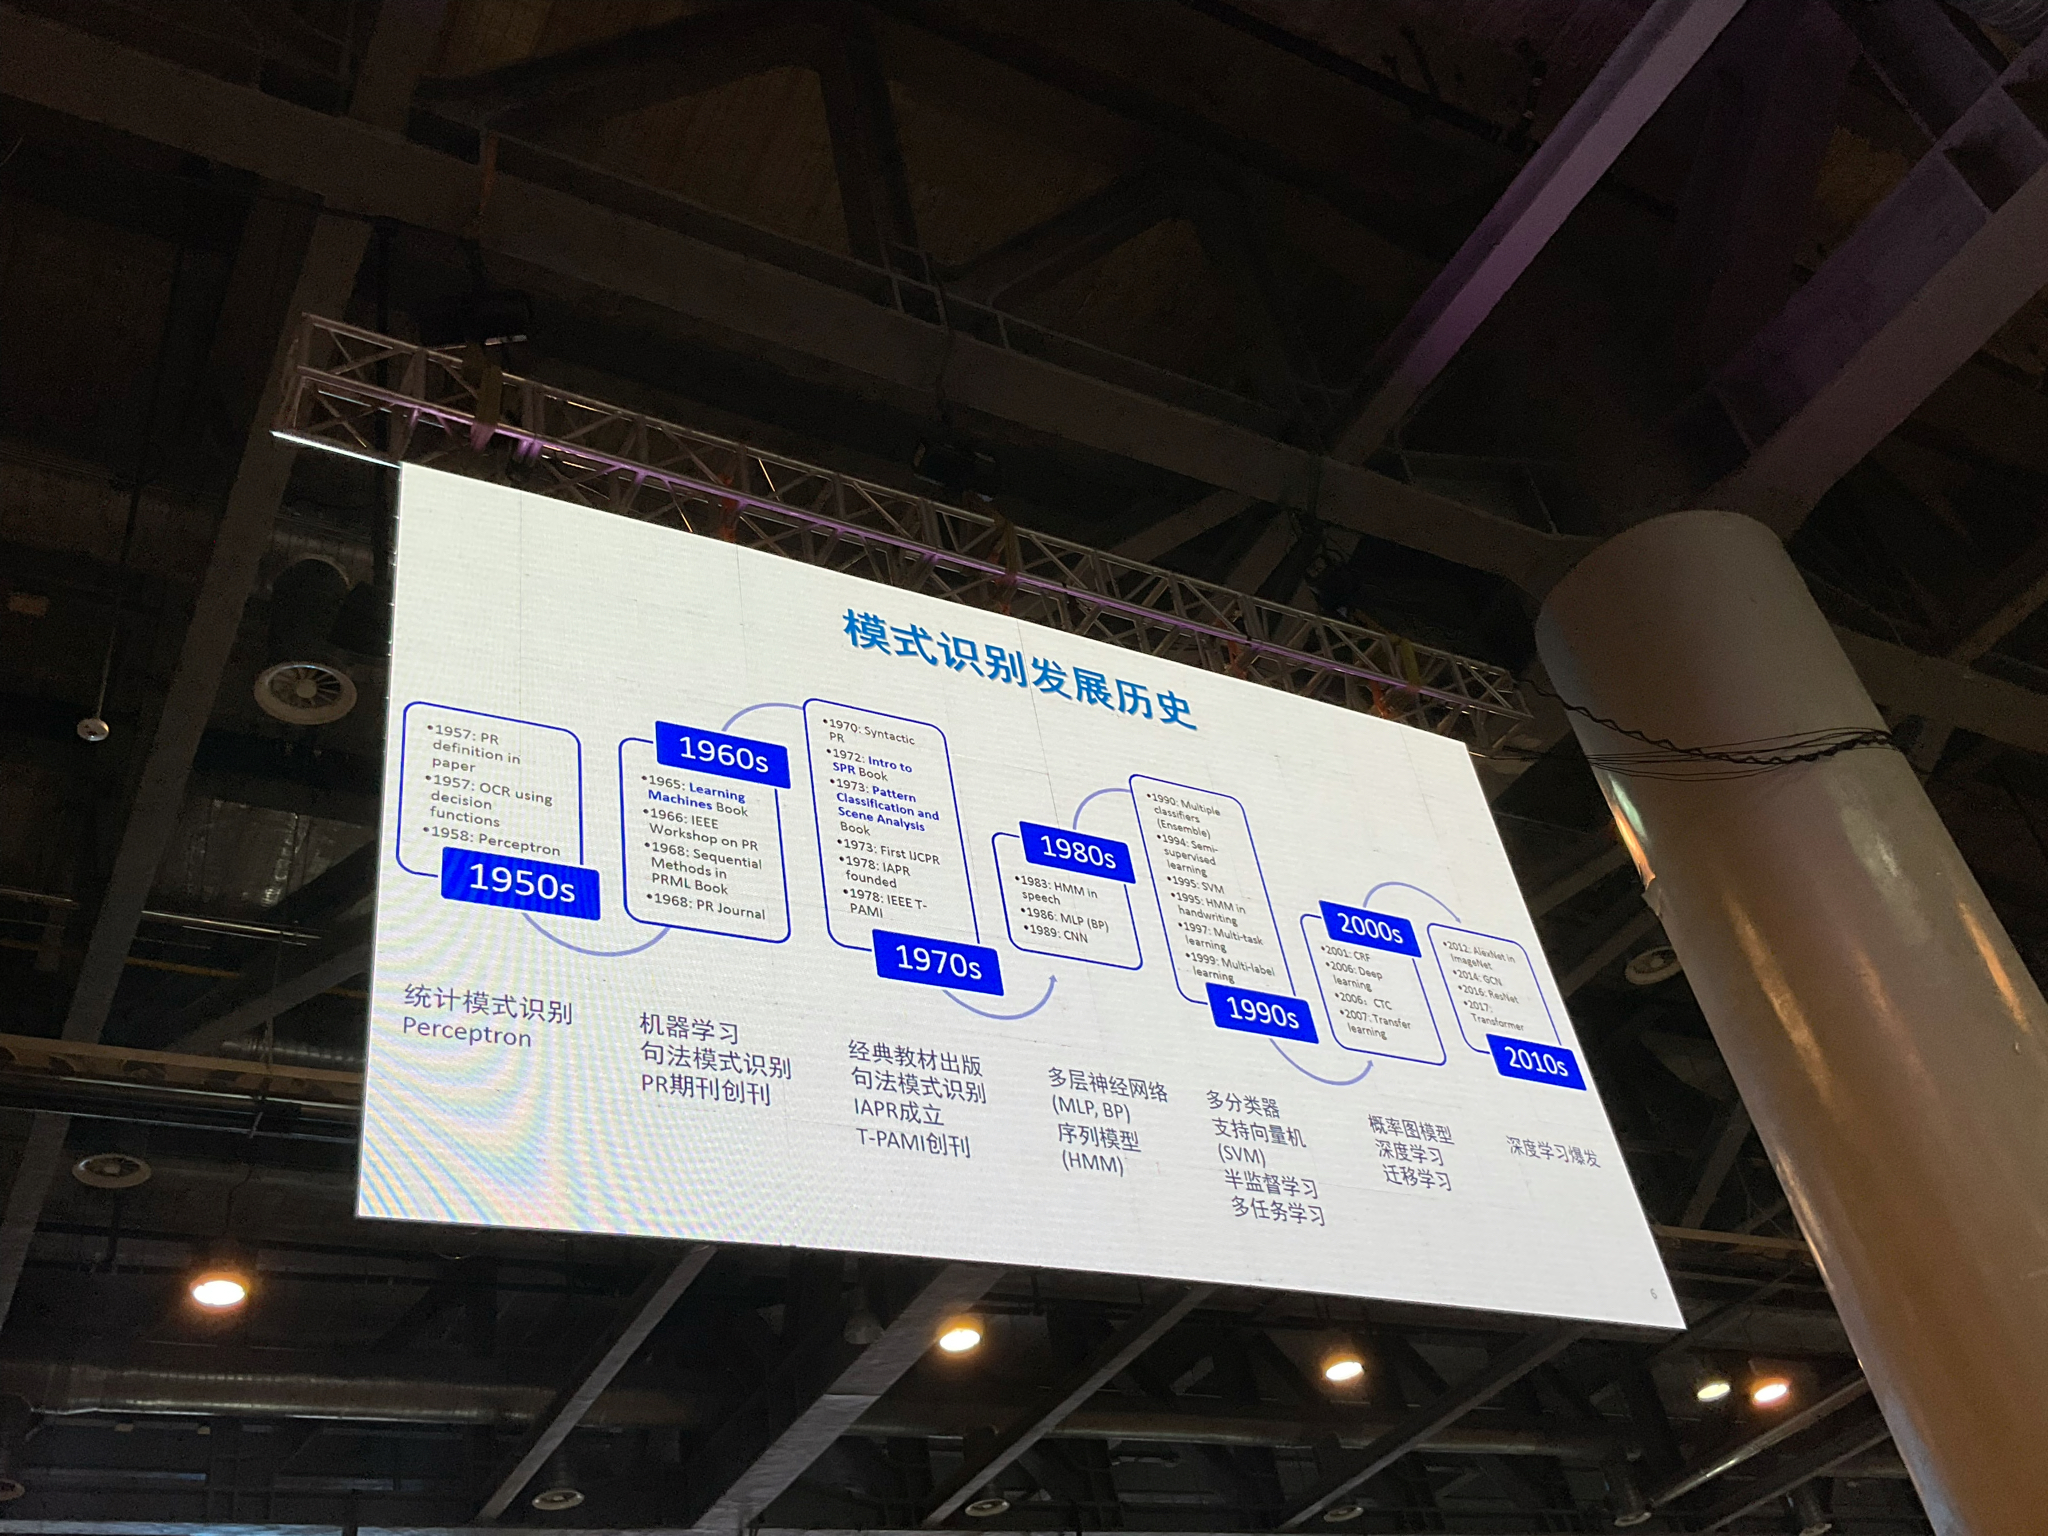 模式识别发展历史
•1957: PR
definition in
paper
•1957: OCR using
decision
functions
•1958: Perceptron
1950s
1960s
•1965: Learning
Machines Book
•1966: IEEE
Workshop on PR
•1968: Sequential
Methods in
PRML Book
•1968: PR Journal
•1970: Syntactic
PR
•1972: Intro to
SPR Book
•1973: Pattern
Classification and
Scene Analysis
Book
•1973: First IJCPR
•1978: IAPR
founded
•1978: IEEE T-
PAMI
1970s
1980s
•1983: HMM in
speech
•1986: MLP (BP)
•1989: CNN
•1990: Multiple
classifiers
(Ensemble)
•1994: Semi-
supervised
learning
•1995: SVM
•1995: HMM in
handwriting
•1997: Multi-task
learning
•1999: Multi-label
learning
1990s
2000s
•2001: CRF
•2006: Deep
learning
•2006: CTC
•2007: Transfer
learning
•2012: AlexNet in
ImageNet
•2014: GCN
•2016: ResNet
•2017:
Transformer
2010s
统计模式识别
Perceptron
机器学习
句法模式识别
PR期刊创刊
经典教材出版
句法模式识别
IAPR成立
T-PAMI创刊
多层神经网络
(MLP, BP)
序列模型
(HMM)
多分类器
支持向量机
(SVM)
半监督学习
多任务学习
概率图模型
深度学习
迁移学习
深度学习爆发
6